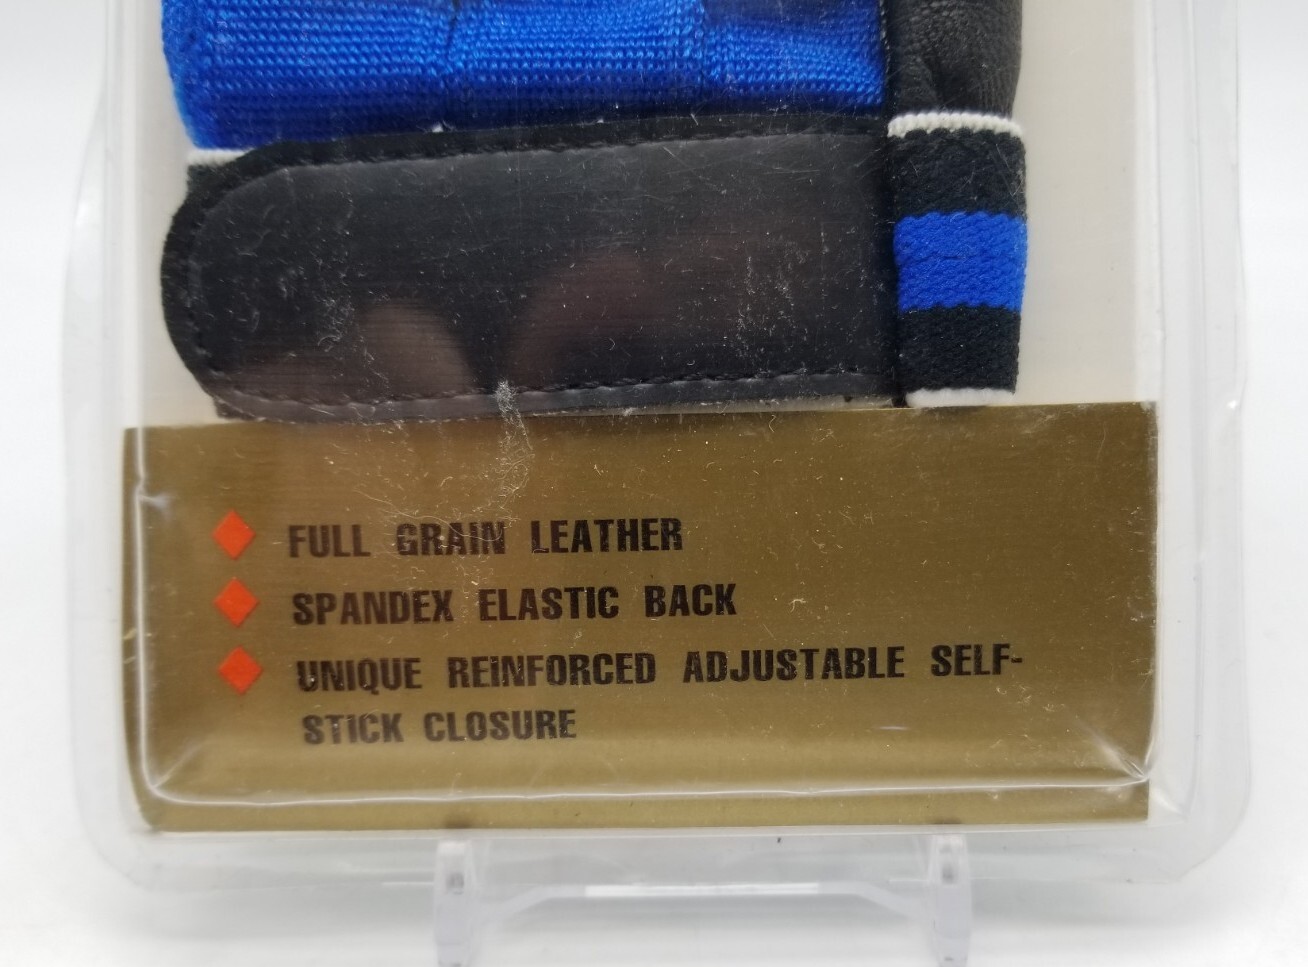 FULL GRAIN LEATHER
SPANDEX ELASTIC BACK
UNIQUE REINFORCED ADJUSTABLE SELF-
STICK CLOSURE